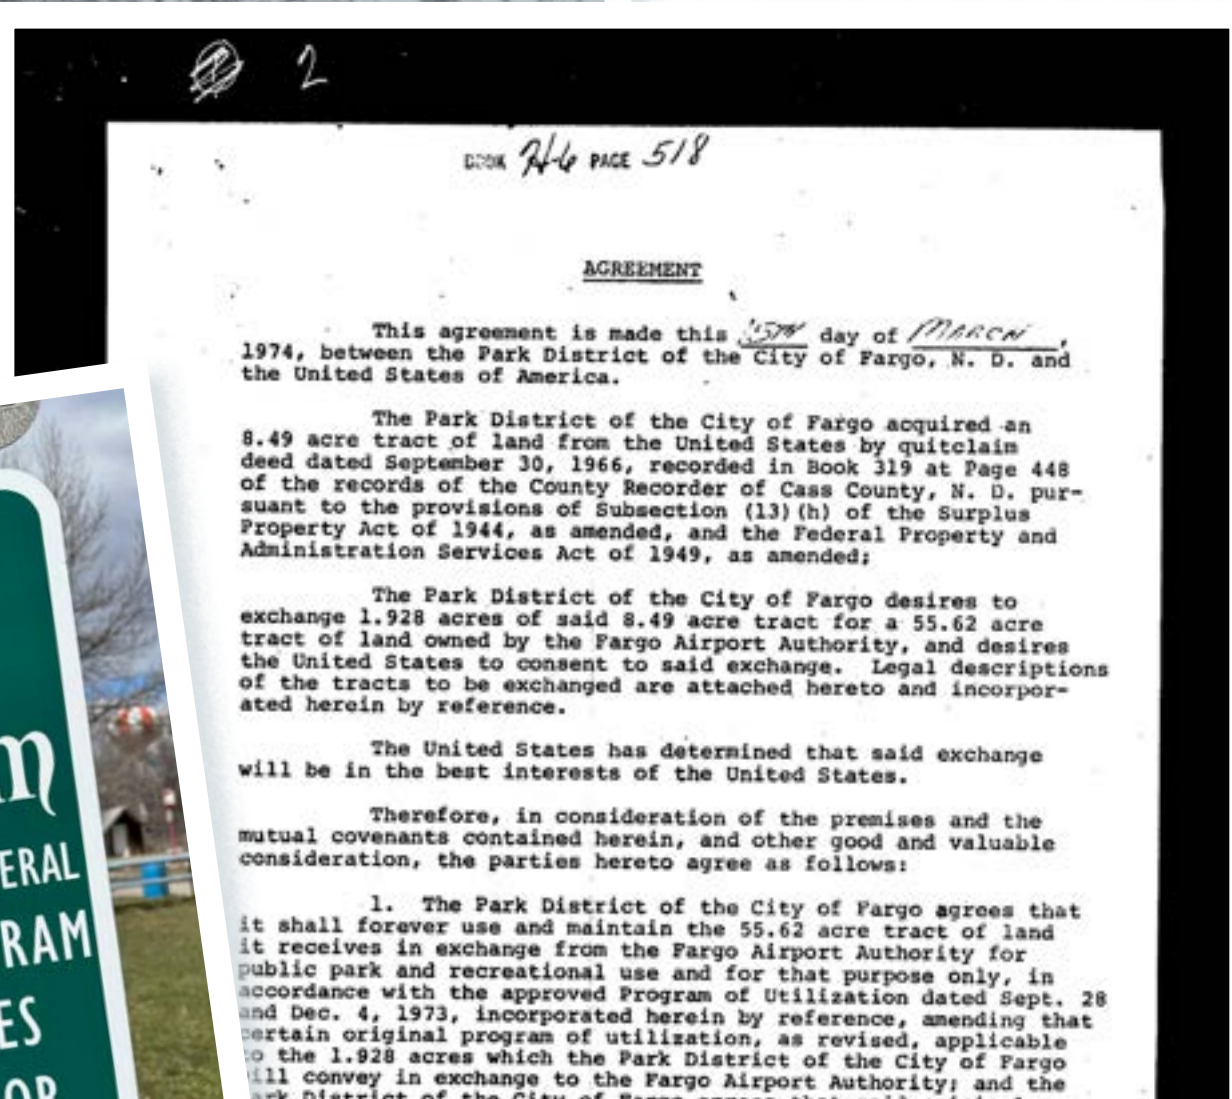 2
BOOK PAGE 518
AGREEMENT
This agreement is made this day of MARCH,
1974, between the Park District of the City of Fargo, N. D. and
the United States of America.
The Park District of the City of Fargo acquired an
8.49 acre tract of land from the United States by quitclaim
deed dated September 30, 1966, recorded in Book 319 at Page 448
of the records of the County Recorder of Cass County, N. D. pur-
suant to the provisions of Subsection (13)(h) of the Surplus
Property Act of 1944, as amended, and the Federal Property and
Administration Services Act of 1949, as amended;
The Park District of the City of Fargo desires to
exchange 1.928 acres of said 8.49 acre tract for a 55.62 acre
tract of land owned by the Fargo Airport Authority, and desires
the United States to consent to said exchange. Legal descriptions
of the tracts to be exchanged are attached hereto and incorpor-
ated herein by reference.
The United States has determined that said exchange
will be in the best interests of the United States.
Therefore, in consideration of the premises and the
mutual covenants contained herein, and other good and valuable
consideration, the parties hereto agree as follows:
1. The Park District of the City of Fargo agrees that
it shall forever use and maintain the 55.62 acre tract of land
it receives in exchange from the Fargo Airport Authority for
public park and recreational use and for that purpose only, in
accordance with the approved Program of Utilization dated Sept. 28
and Dec. 4, 1973, incorporated herein by reference, amending that
certain original program of utilization, as revised, applicable
to the 1.928 acres which the Park District of the City of Fargo
will convey in exchange to the Fargo Airport Authority; and the
m
ERAL
RAM
ES
OR